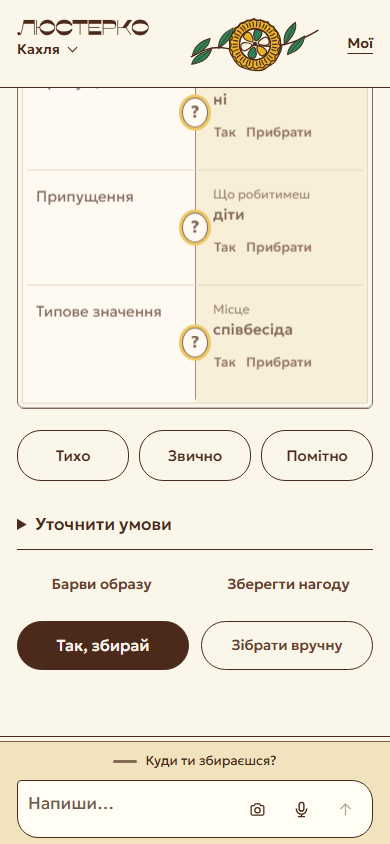 ЛЮСТЕРКО
Кахля
Мої
ні
?
Так Прибрати
Припущення
Що робитимеш
діти
?
Так Прибрати
Типове значення
Місце
співбесіда
?
Так Прибрати
Тихо
Звично
Помітно
Уточнити умови
Барви образу
Зберегти нагоду
Так, збирай
Зібрати вручну
Куди ти збираєшся?
Напиши...